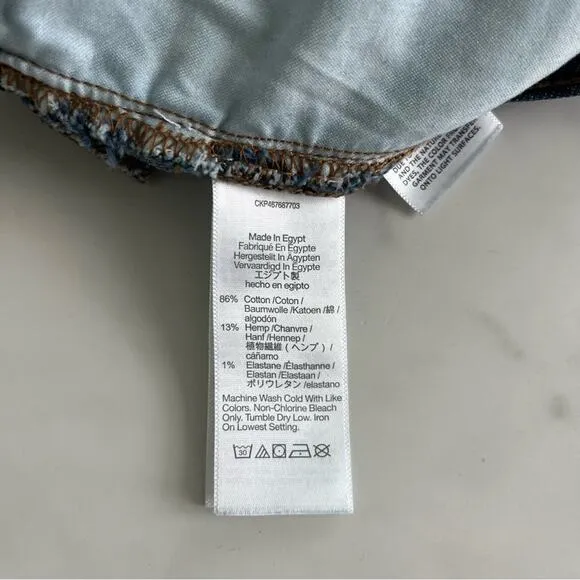 CKP467687703
Made In Egypt
Fabriqué En Égypte
Hergestellt In Ägypten
Vervaardigd In Egypte
エジプト製
hecho en egipto
86% Cotton /Coton /
Baumwolle /Katoen /綿 /
algodón
13% Hemp /Chanvre /
Hanf /Hennep /
植物繊維 (ヘンプ) /
cáñamo
1% Elastane /Élasthanne /
Elastan /Elastaan /
ポリウレタン /elastano
Machine Wash Cold With Like
Colors. Non-Chlorine Bleach
Only. Tumble Dry Low. Iron
On Lowest Setting.
30
AND THE NATUR
DYES, THE COLOR
GARMENT MAY TRANSF
ONTO LIGHT SURFACES.